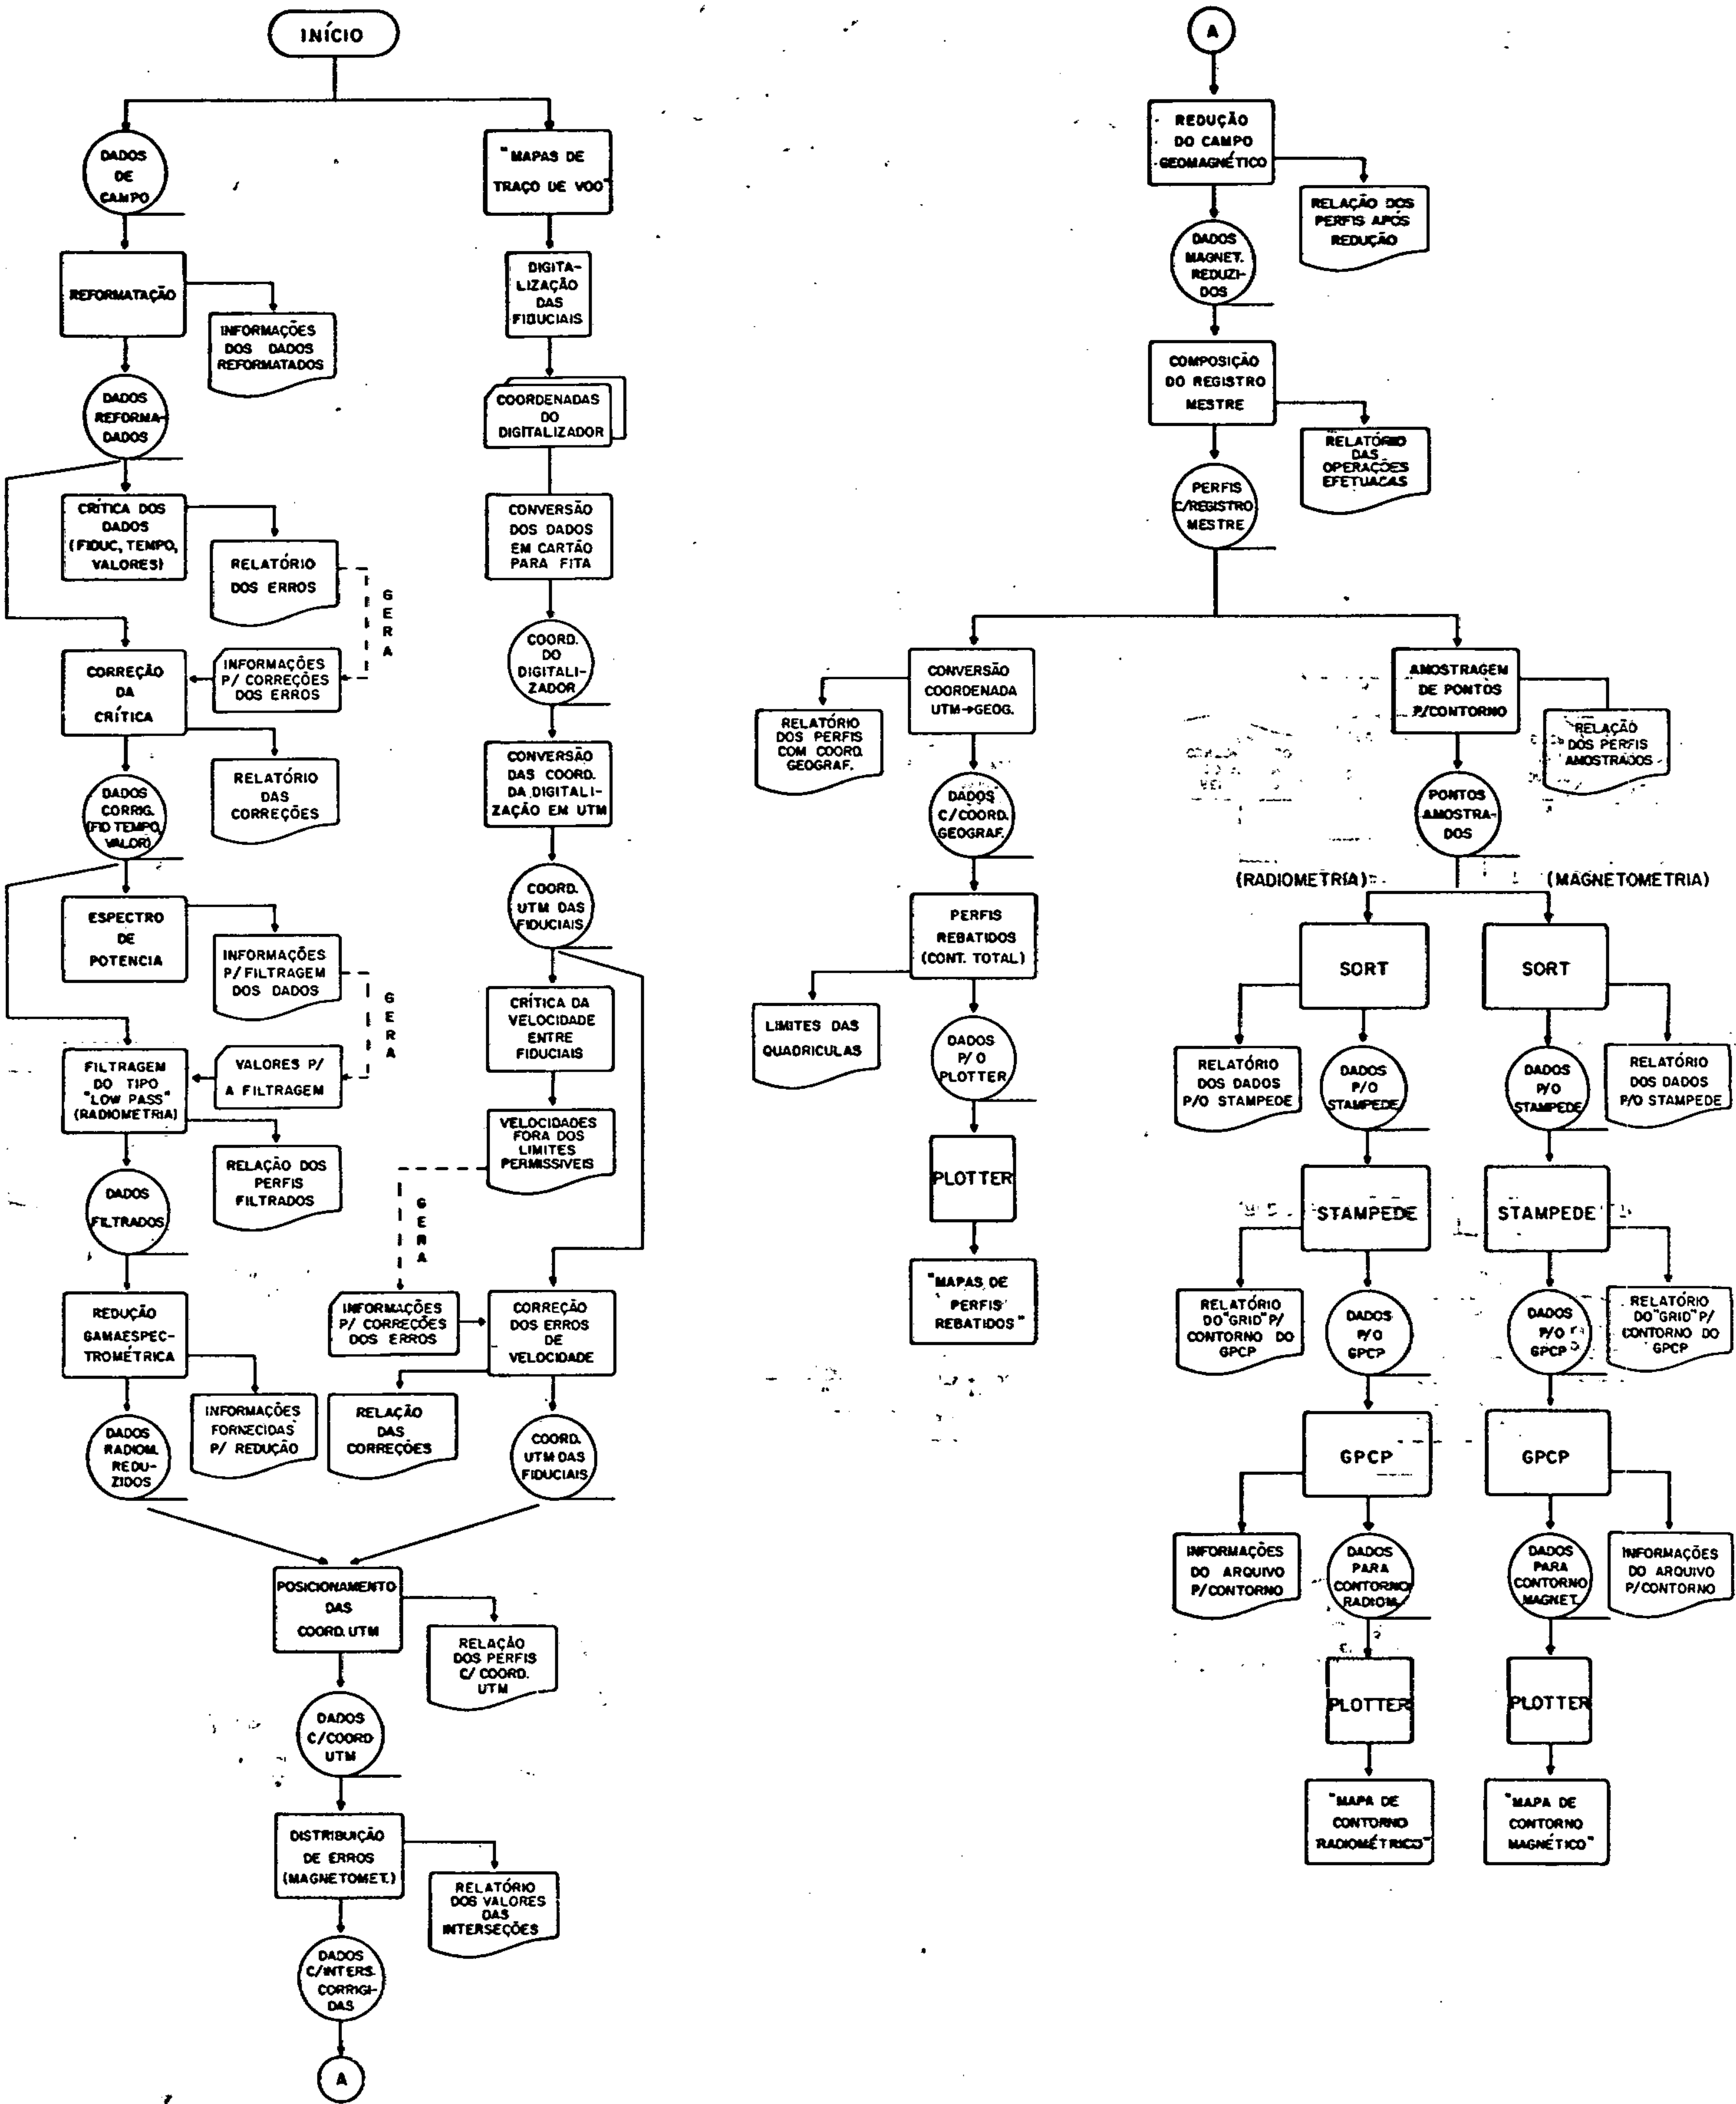 INÍCIO
DADOS
DE
CAMPO
"MAPAS DE
TRAÇO DE VOO"
REFORMATAÇÃO
INFORMAÇÕES
DOS DADOS
REFORMATADOS
DIGITA-
LIZAÇÃO
DAS
FIDUCIAIS
DADOS
REFORMA-
DADOS
COORDENADAS
DO
DIGITALIZADOR
CRÍTICA DOS
DADOS
(FIDUC, TEMPO,
VALORES)
RELATÓRIO
DOS ERROS
GERA
CONVERSÃO
DOS DADOS
EM CARTÃO
PARA FITA
CORREÇÃO
DA
CRÍTICA
INFORMAÇÕES
P/ CORREÇÕES
DOS ERROS
COORD.
DO
DIGITALI-
ZADOR
RELATÓRIO
DAS
CORREÇÕES
DADOS
CORRIG.
(FID TEMPO,
VALOR)
CONVERSÃO
DAS COORD.
DA DIGITALI-
ZAÇÃO EM UTM
ESPECTRO
DE
POTENCIA
INFORMAÇÕES
P/ FILTRAGEM
DOS DADOS
GERA
COORD.
UTM DAS
FIDUCIAIS
FILTRAGEM
DO TIPO
"LOW PASS"
(RADIOMETRIA)
VALORES P/
A FILTRAGEM
CRÍTICA DA
VELOCIDADE
ENTRE
FIDUCIAIS
RELAÇÃO DOS
PERFIS
FILTRADOS
VELOCIDADES
FORA DOS
LIMITES
PERMISSIVEIS
GERA
DADOS
FILTRADOS
REDUÇÃO
GAMAESPEC-
TROMÉTRICA
INFORMAÇÕES
P/ CORREÇÕES
DOS ERROS
CORREÇÃO
DOS ERROS
DE
VELOCIDADE
INFORMAÇÕES
FORNECIDAS
P/ REDUÇÃO
RELAÇÃO
DAS
CORREÇÕES
DADOS
RADIOM.
REDU-
ZIDOS
COORD.
UTM DAS
FIDUCIAIS
POSICIONAMENTO
DAS
COORD. UTM
RELAÇÃO
DOS PERFIS
C/ COORD.
UTM
DADOS
C/COORD
UTM
DISTRIBUIÇÃO
DE ERROS
(MAGNETOMET.)
RELATÓRIO
DOS VALORES
DAS
INTERSEÇÕES
DADOS
C/INTERS.
CORRIGI-
DAS
A
A
REDUÇÃO
DO CAMPO
GEOMAGNÉTICO
RELAÇÃO DOS
PERFIS APÓS
REDUÇÃO
DADOS
MAGNET.
REDUZI-
DOS
COMPOSIÇÃO
DO REGISTRO
MESTRE
RELATÓRIO
DAS
OPERAÇÕES
EFETUACAS
PERFIS
C/REGISTRO
MESTRE
CONVERSÃO
COORDENADA
UTM→GEOG.
RELATÓRIO
DOS PERFIS
COM COORD.
GEOGRAF.
DADOS
C/COORD.
GEOGRAF.
PERFIS
REBATIDOS
(CONT. TOTAL)
LIMITES DAS
QUADRICULAS
DADOS
P/ O
PLOTTER
PLOTTER
"MAPAS DE
PERFIS
REBATIDOS"
AMOSTRAGEM
DE PONTOS
P/CONTORNO
RELAÇÃO
DOS PERFIS
AMOSTRADOS
PONTOS
AMOSTRA-
DOS
(RADIOMETRIA)
(MAGNETOMETRIA)
SORT
SORT
RELATÓRIO
DOS DADOS
P/O STAMPEDE
DADOS
P/O
STAMPEDE
DADOS
P/O
STAMPEDE
RELATÓRIO
DOS DADOS
P/O STAMPEDE
STAMPEDE
STAMPEDE
RELATÓRIO
DO "GRID" P/
CONTORNO DO
GPCP
DADOS
P/O
GPCP
DADOS
P/O
GPCP
RELATÓRIO
DO "GRID" P/
CONTORNO DO
GPCP
GPCP
GPCP
INFORMAÇÕES
DO ARQUIVO
P/CONTORNO
DADOS
PARA
CONTORNO
RADIOM.
DADOS
PARA
CONTORNO
MAGNET.
INFORMAÇÕES
DO ARQUIVO
P/CONTORNO
PLOTTER
PLOTTER
"MAPA DE
CONTORNO
RADIOMÉTRICO"
"MAPA DE
CONTORNO
MAGNÉTICO"